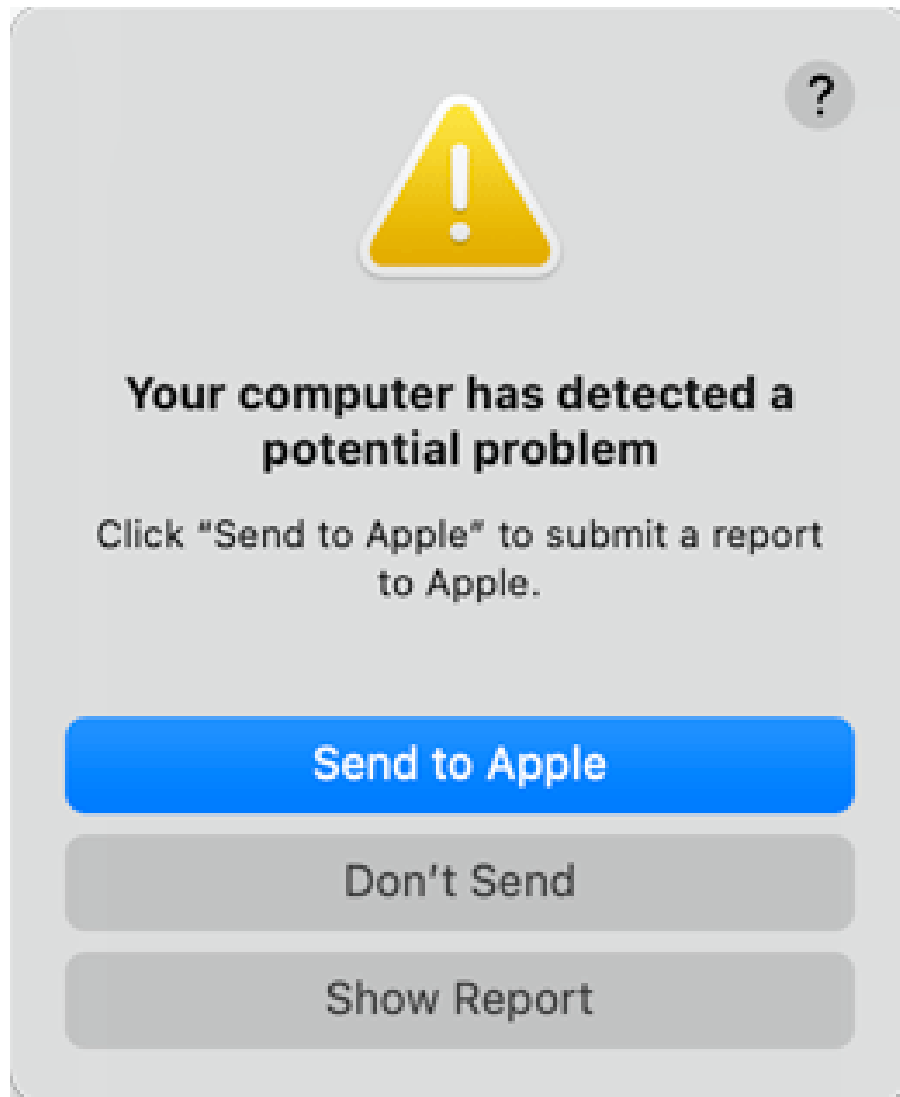 ?
Your computer has detected a
potential problem
Click “Send to Apple” to submit a report
to Apple.
Send to Apple
Don't Send
Show Report